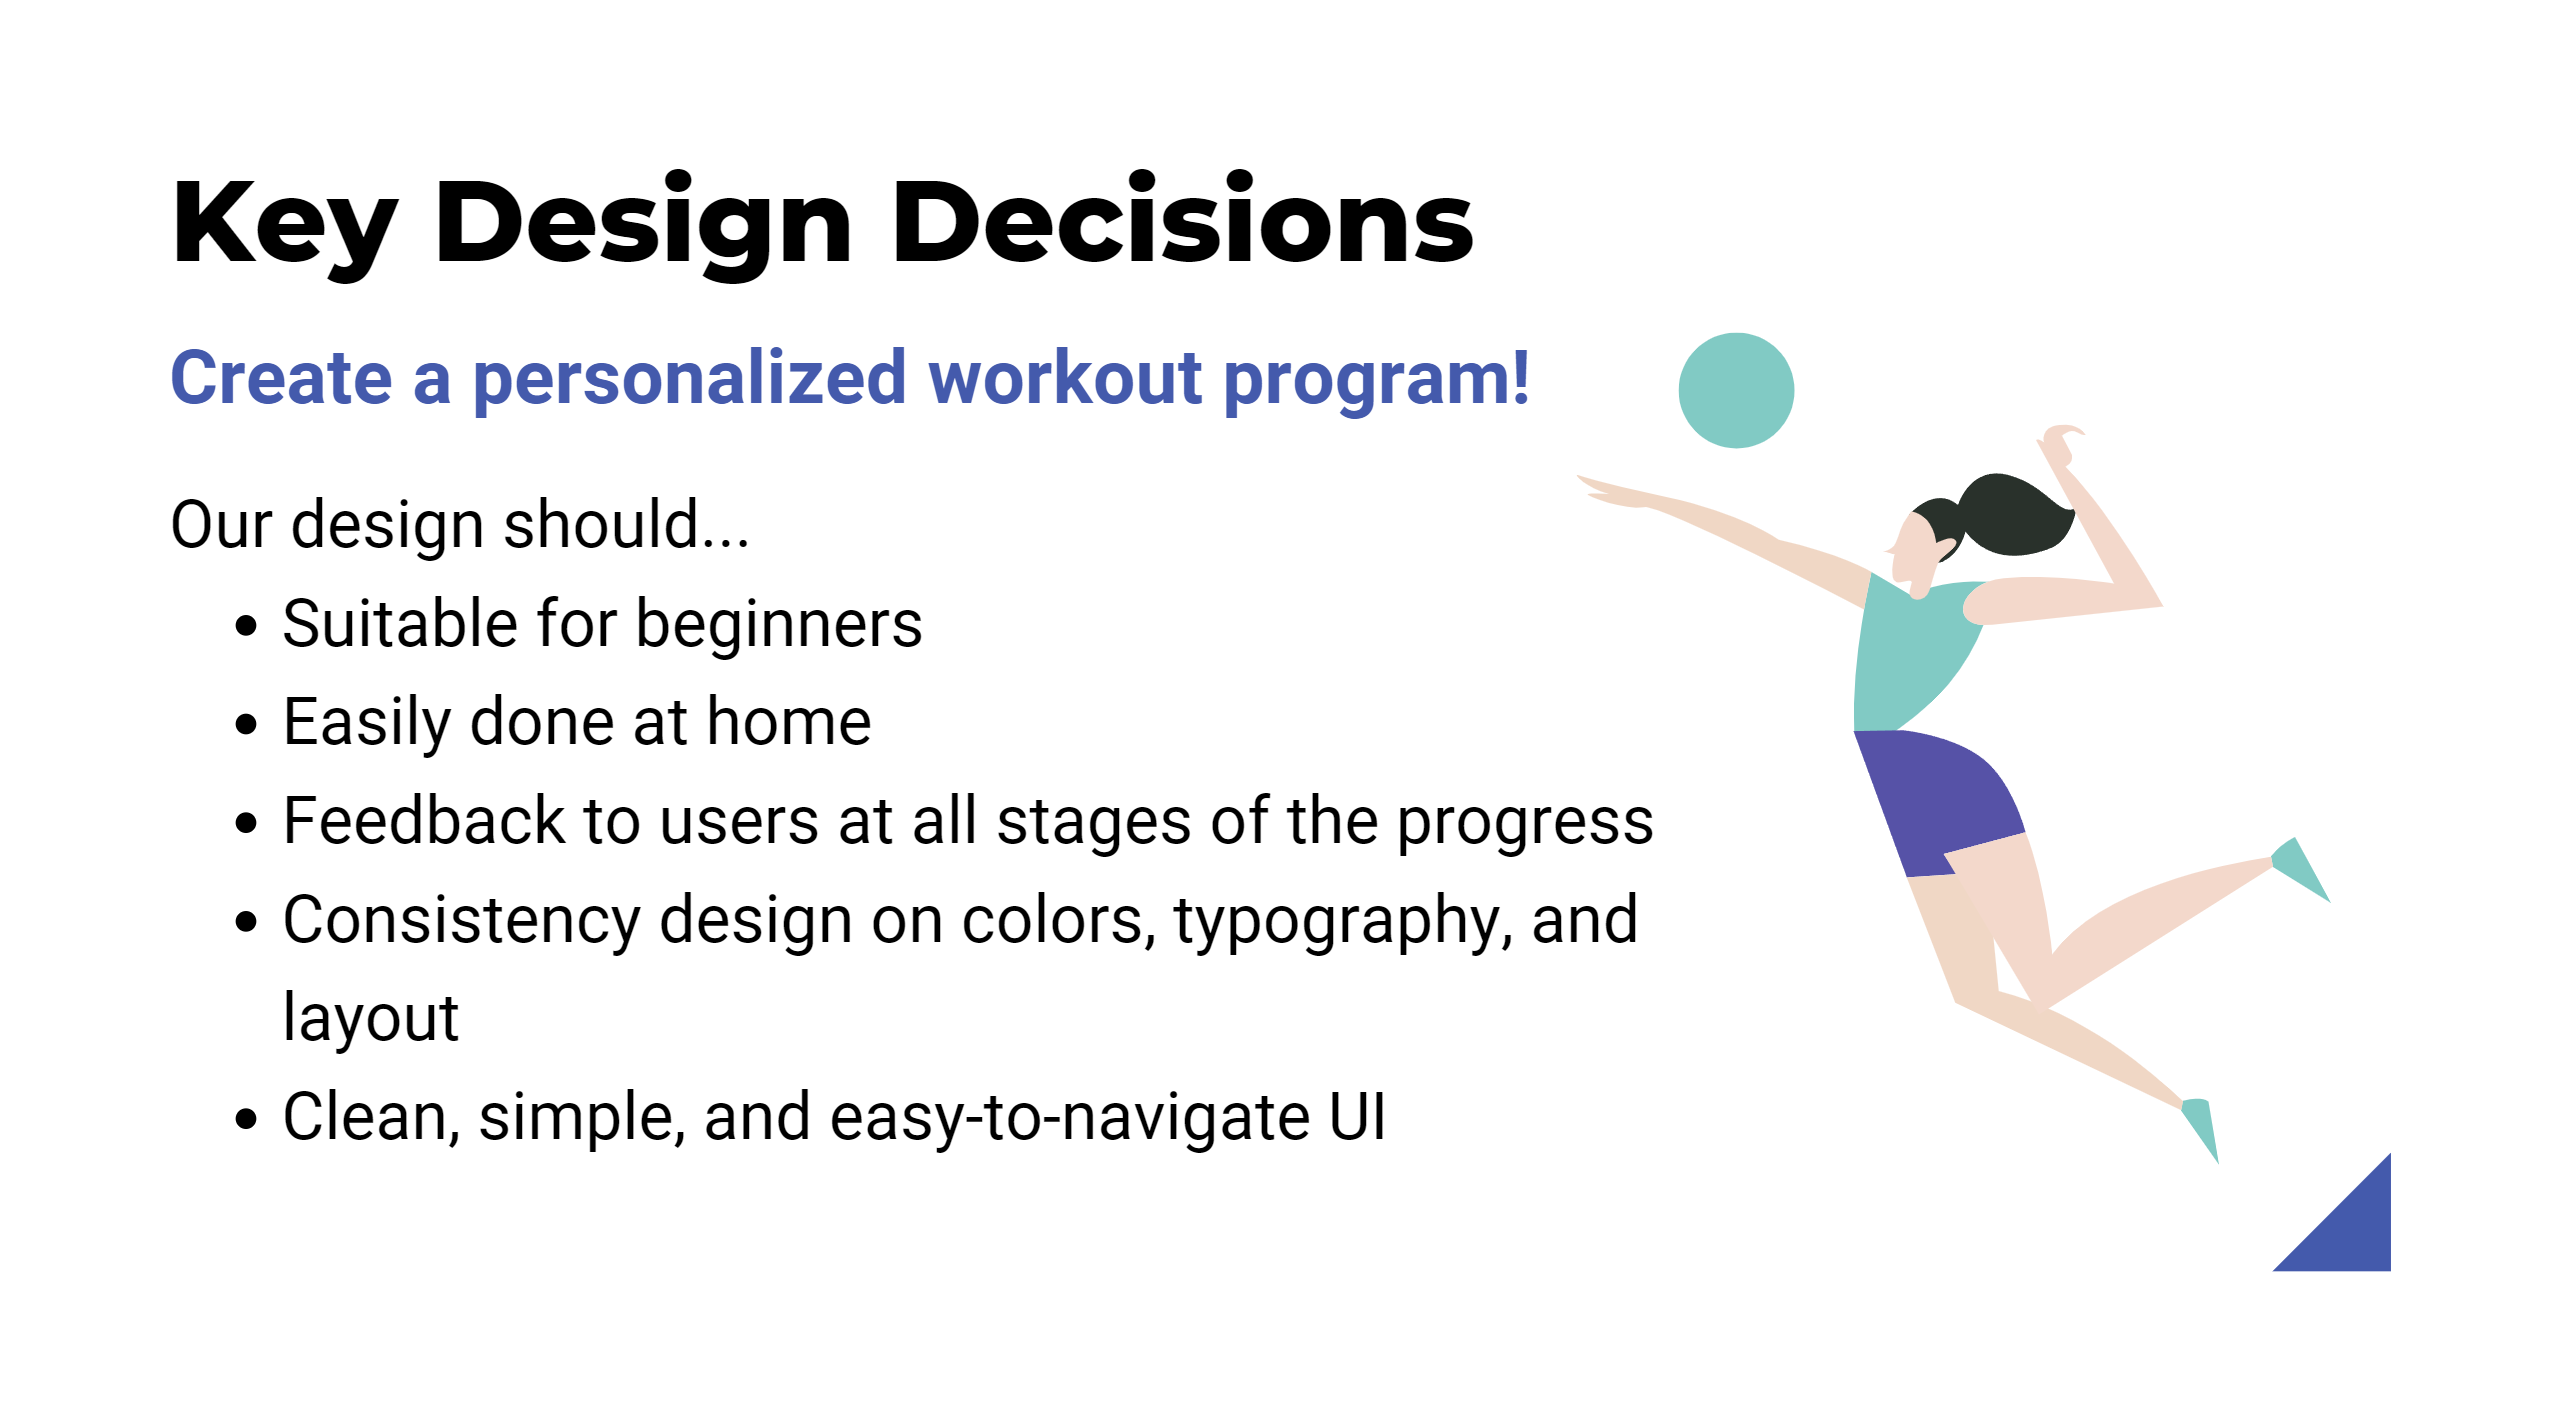 Key Design Decisions
Create a personalized workout program!
Our design should...
• Suitable for beginners
• Easily done at home
• Feedback to users at all stages of the progress
• Consistency design on colors, typography, and
layout
• Clean, simple, and easy-to-navigate UI